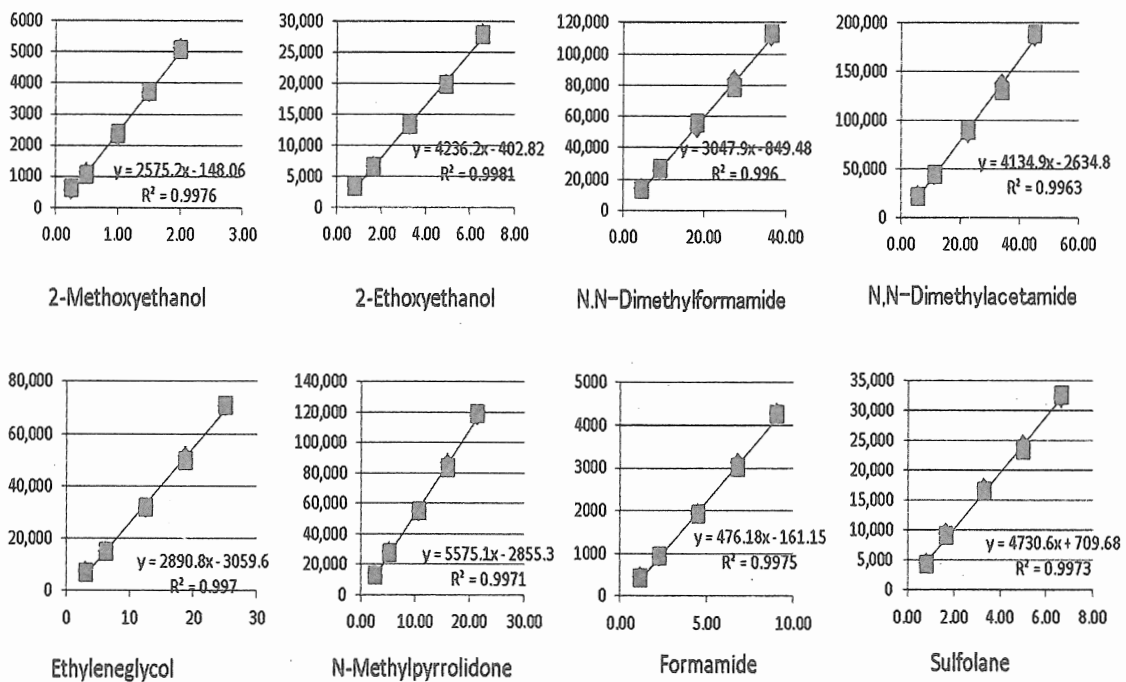 6000
5000
4000
3000
2000
1000
0
0.00 1.00 2.00 3.00
y = 2575.2x - 148.06
R² = 0.9976
2-Methoxyethanol
30,000
25,000
20,000
15,000
10,000
5,000
0
0.00 2.00 4.00 6.00 8.00
y = 4236.2x - 402.82
R² = 0.9981
2-Ethoxyethanol
120,000
100,000
80,000
60,000
40,000
20,000
0
0.00 20.00 40.00
y = 3047.9x - 849.48
R² = 0.996
N.N-Dimethylformamide
200,000
150,000
100,000
50,000
0
0.00 20.00 40.00 60.00
y = 4134.9x - 2634.8
R² = 0.9963
N,N-Dimethylacetamide
80,000
60,000
40,000
20,000
0
0 10 20 30
y = 2890.8x - 3059.6
R² = 0.997
Ethyleneglycol
140,000
120,000
100,000
80,000
60,000
40,000
20,000
0
0.00 10.00 20.00 30.00
y = 5575.1x - 2855.3
R² = 0.9971
N-Methylpyrrolidone
5000
4000
3000
2000
1000
0
0.00 5.00 10.00
y = 476.18x - 161.15
R² = 0.9975
Formamide
35,000
30,000
25,000
20,000
15,000
10,000
5,000
0
0.00 2.00 4.00 6.00 8.00
y = 4730.6x + 709.68
R² = 0.9973
Sulfolane